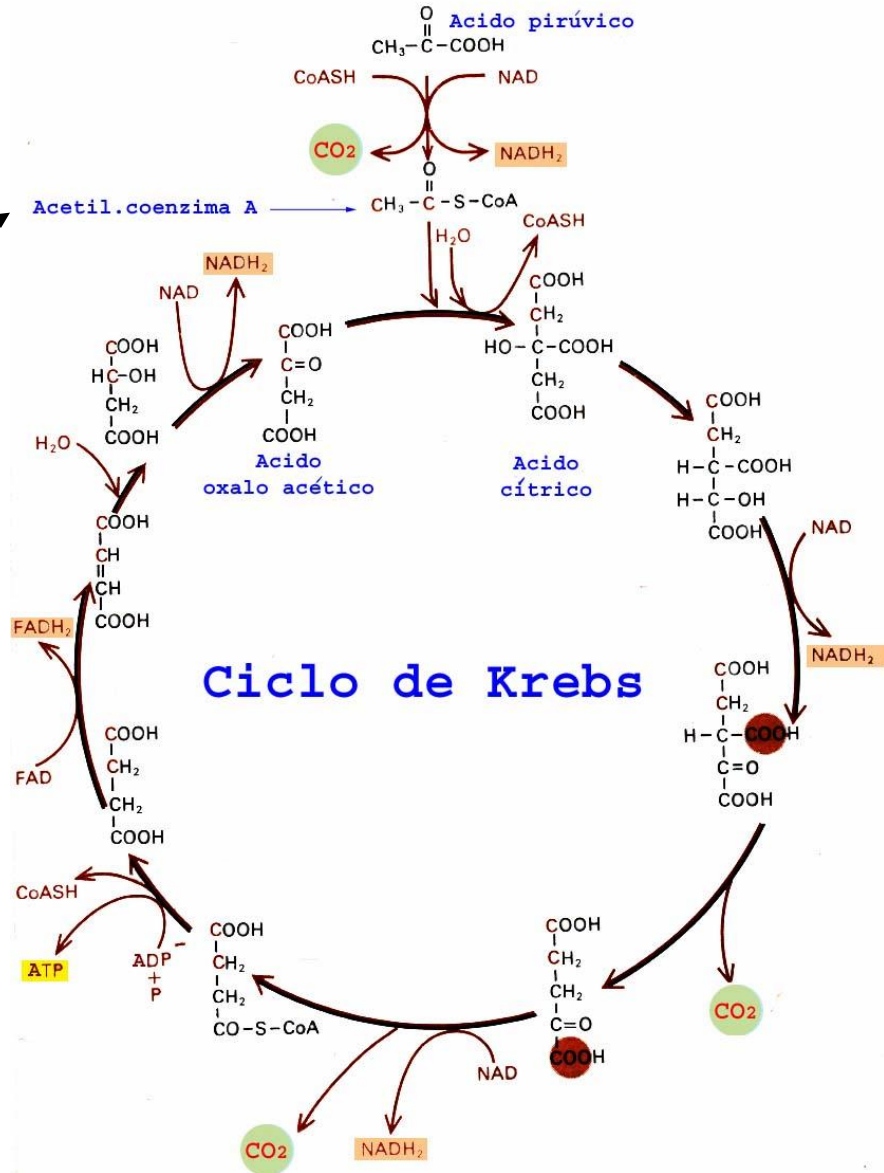 O
Acido pirúvico
CH₃-C-COOH
CoASH
NAD
CO2
NADH₂
O
Acetil.coenzima A
CH₃-C-S-CoA
H₂O
CoASH
NADH₂
NAD
COOH
C=O
CH₂
COOH
Acido
oxalo acético
COOH
CH₂
HO-C-COOH
CH₂
COOH
Acido
cítrico
COOH
CH₂
H-C-COOH
H-C-OH
COOH
NAD
NADH₂
COOH
CH₂
H-C-COOH
C=O
COOH
CO2
COOH
CH₂
CH₂
C=O
COOH
NAD
NADH₂
CO2
COOH
CH₂
CH₂
CO-S-CoA
ADP
+
P
ATP
CoASH
COOH
CH₂
CH₂
COOH
FAD
FADH₂
COOH
CH
CH
COOH
H₂O
COOH
HC-OH
CH₂
COOH
Ciclo de Krebs